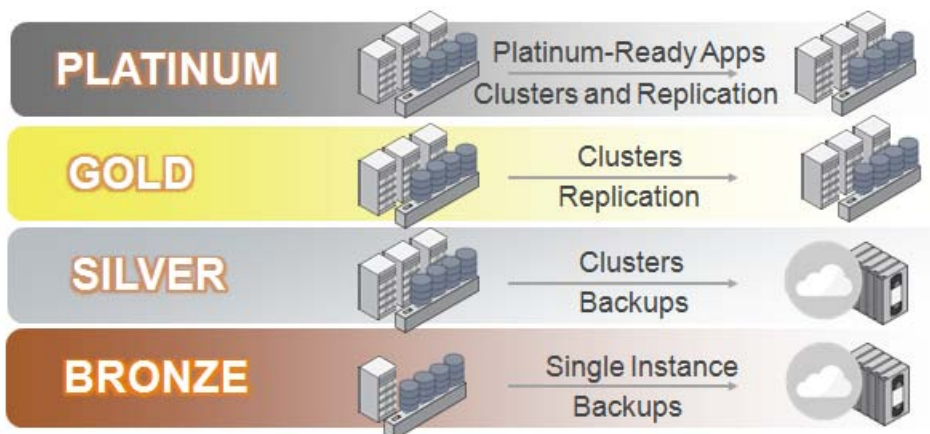 PLATINUM
Platinum-Ready Apps
Clusters and Replication
GOLD
Clusters
Replication
SILVER
Clusters
Backups
BRONZE
Single Instance
Backups